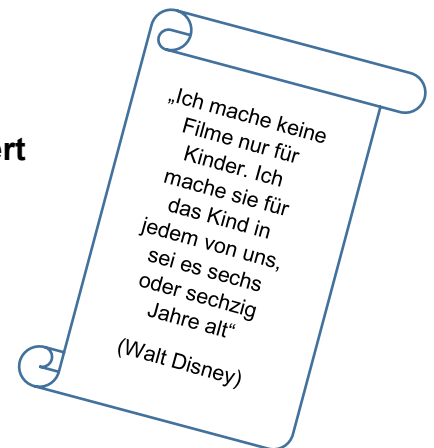 ert
„Ich mache keine
Filme nur für
Kinder. Ich
mache sie für
das Kind in
jedem von uns,
sei es sechs
oder sechzig
Jahre alt“
(Walt Disney)